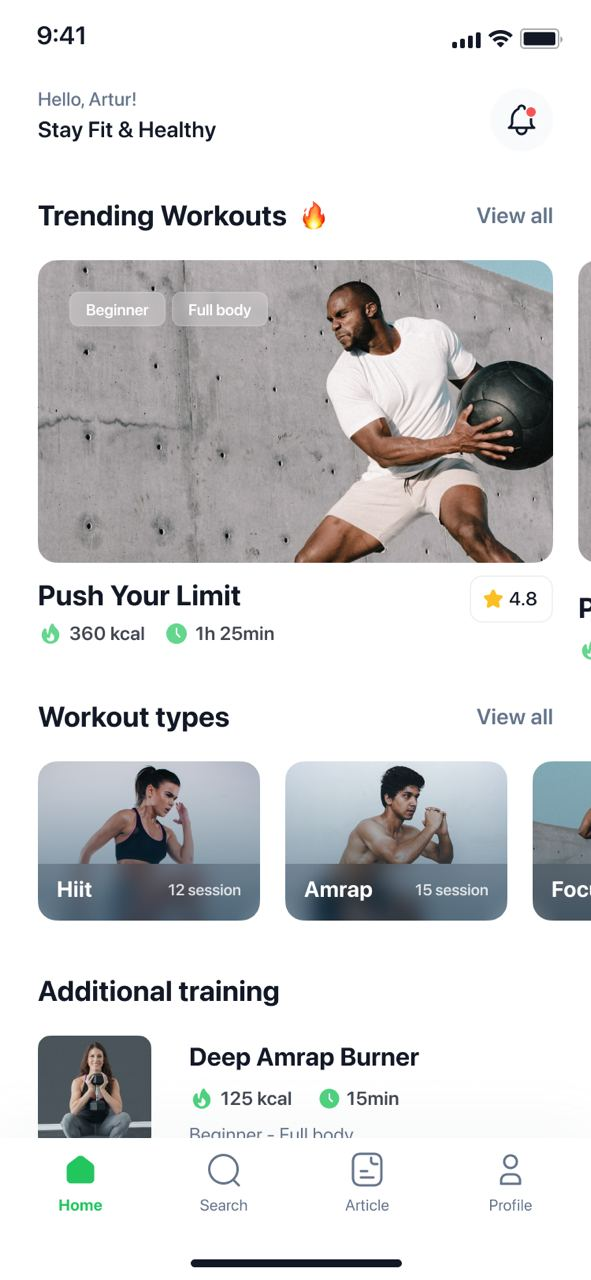 9:41
Hello, Artur!
Stay Fit & Healthy
Trending Workouts 🔥
View all
Beginner
Full body
Push Your Limit
4.8
360 kcal
1h 25min
P
Workout types
View all
Hiit
12 session
Amrap
15 session
Additional training
Deep Amrap Burner
125 kcal
15min
Beginner - Full body
Home
Search
Article
Profile